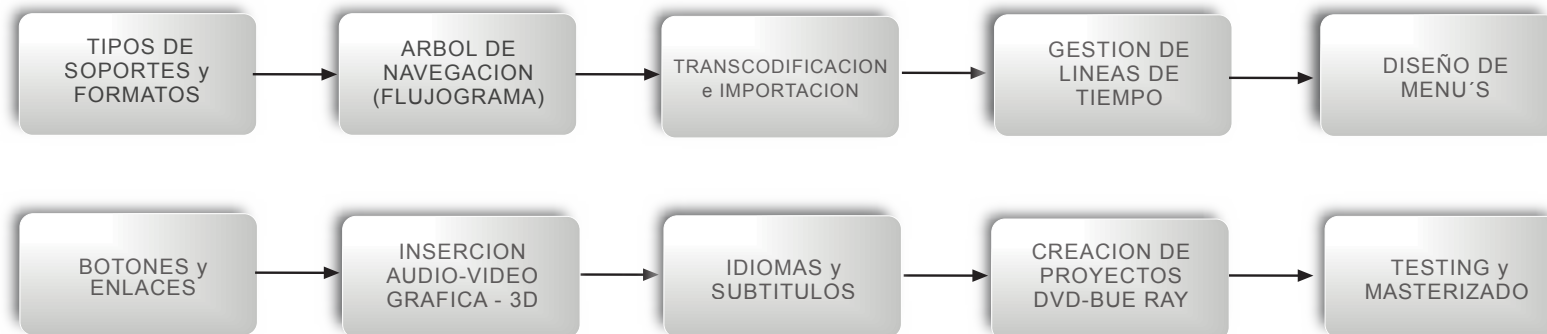 TIPOS DE
SOPORTES y
FORMATOS
ARBOL DE
NAVEGACION
(FLUJOGRAMA)
TRANSCODIFICACION
e IMPORTACION
GESTION DE
LINEAS DE
TIEMPO
DISEÑO DE
MENU´S
BOTONES y
ENLACES
INSERCION
AUDIO-VIDEO
GRAFICA - 3D
IDIOMAS y
SUBTITULOS
CREACION DE
PROYECTOS
DVD-BUE RAY
TESTING y
MASTERIZADO